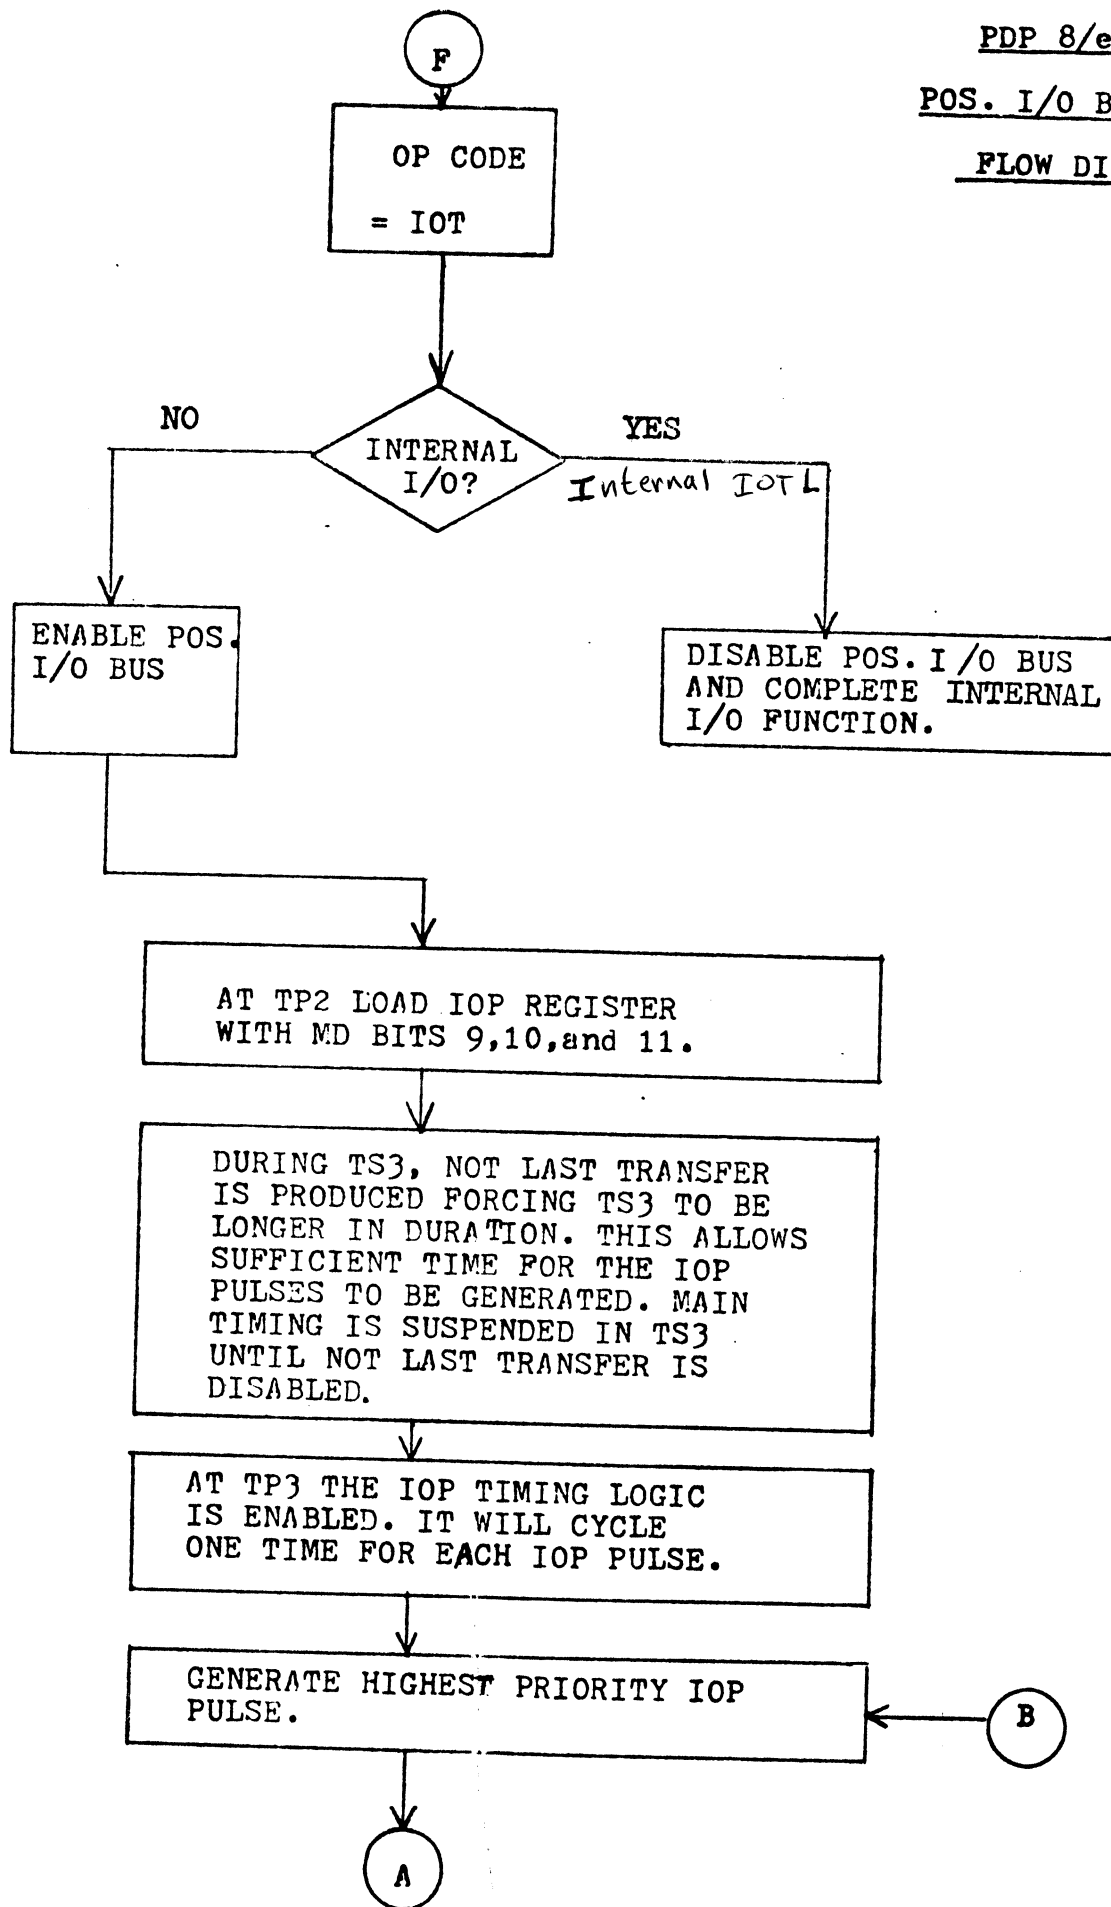 F
PDP 8/e
POS. I/O B
FLOW DI
OP CODE
= IOT
NO
INTERNAL
I/O?
YES
Internal IOT L
ENABLE POS.
I/O BUS
DISABLE POS. I/O BUS
AND COMPLETE INTERNAL
I/O FUNCTION.
AT TP2 LOAD IOP REGISTER
WITH MD BITS 9,10,and 11.
DURING TS3, NOT LAST TRANSFER
IS PRODUCED FORCING TS3 TO BE
LONGER IN DURATION. THIS ALLOWS
SUFFICIENT TIME FOR THE IOP
PULSES TO BE GENERATED. MAIN
TIMING IS SUSPENDED IN TS3
UNTIL NOT LAST TRANSFER IS
DISABLED.
AT TP3 THE IOP TIMING LOGIC
IS ENABLED. IT WILL CYCLE
ONE TIME FOR EACH IOP PULSE.
GENERATE HIGHEST PRIORITY IOP
PULSE.
B
A